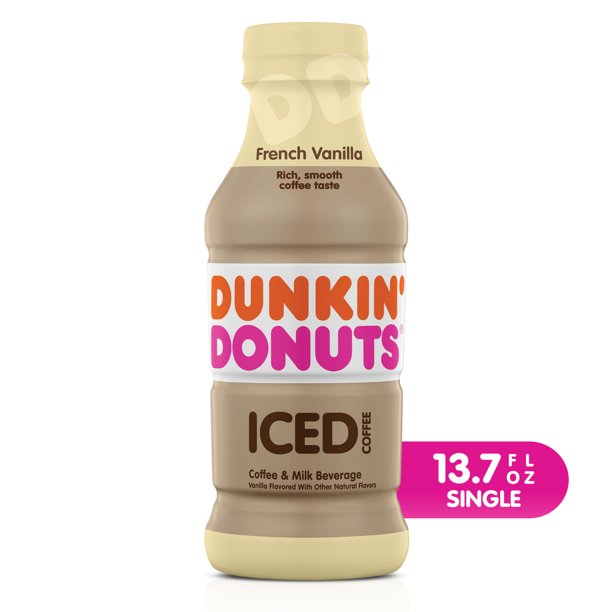 DD
French Vanilla
Rich, smooth
coffee taste
DUNKIN'
DONUTS®
ICED COFFEE
Coffee & Milk Beverage
Vanilla Flavored With Other Natural Flavors
13.7 FL OZ
SINGLE